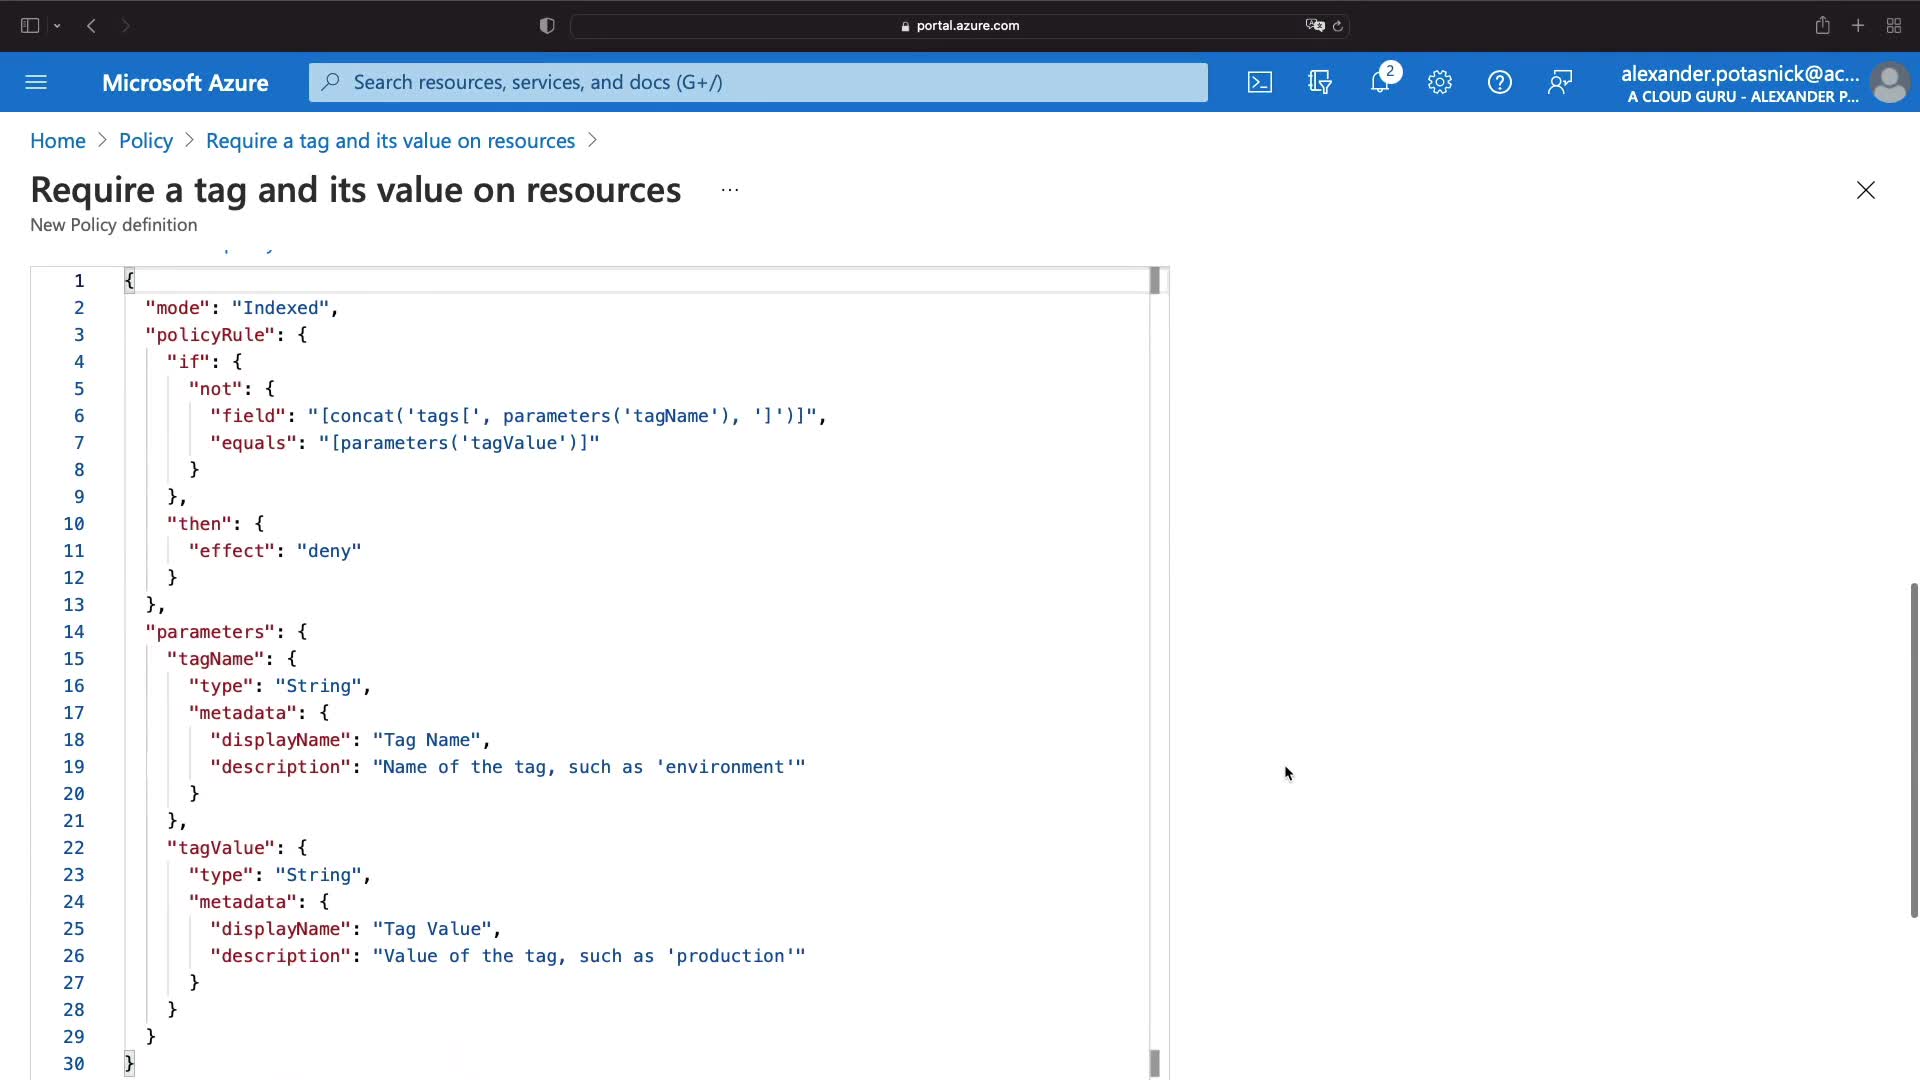 portal.azure.com
Microsoft Azure
Search resources, services, and docs (G+/)
2
alexander.potasnick@ac...
A CLOUD GURU - ALEXANDER P...
Home > Policy > Require a tag and its value on resources >
Require a tag and its value on resources ...
New Policy definition
1 {
2 "mode": "Indexed",
3 "policyRule": {
4 "if": {
5 "not": {
6 "field": "[concat('tags[', parameters('tagName'), ']')]",
7 "equals": "[parameters('tagValue')]"
8 }
9 },
10 "then": {
11 "effect": "deny"
12 }
13 },
14 "parameters": {
15 "tagName": {
16 "type": "String",
17 "metadata": {
18 "displayName": "Tag Name",
19 "description": "Name of the tag, such as 'environment'"
20 }
21 },
22 "tagValue": {
23 "type": "String",
24 "metadata": {
25 "displayName": "Tag Value",
26 "description": "Value of the tag, such as 'production'"
27 }
28 }
29 }
30 }